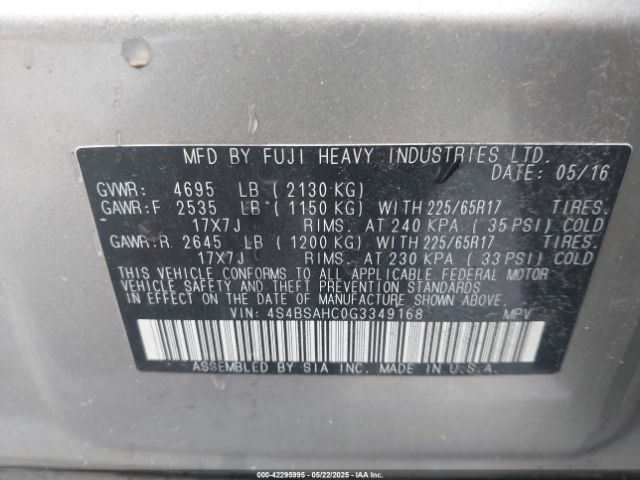 MFD BY FUJI HEAVY INDUSTRIES LTD.
DATE: 05/16
GVWR: 4695 LB (2130 KG)
GAWR:F 2535 LB (1150 KG) WITH 225/65R17 TIRES.
17X7J RIMS. AT 240 KPA (35 PSI) COLD
GAWR:R 2645 LB (1200 KG) WITH 225/65R17 TIRES.
17X7J RIMS. AT 230 KPA (33 PSI) COLD
THIS VEHICLE CONFORMS TO ALL APPLICABLE FEDERAL MOTOR
VEHICLE SAFETY AND THEFT PREVENTION STANDARDS
IN EFFECT ON THE DATE OF MANUFACTURE SHOWN ABOVE.
VIN: 4S4BSAHC0G3349168 MPV
ASSEMBLED BY SIA INC. MADE IN U.S.A.
000-42295995 - 05/22/2025 - IAAI.COM